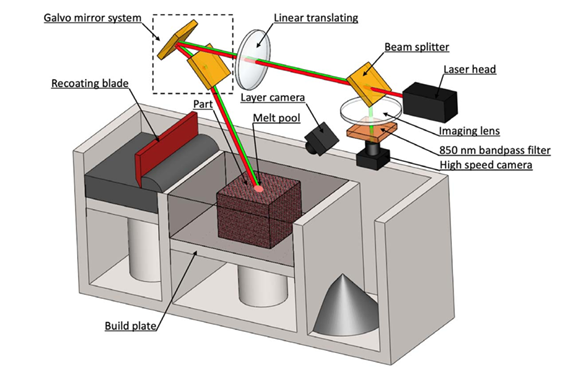 Galvo mirror system
Linear translating
Beam splitter
Laser head
Recoating blade
Layer camera
Part
Melt pool
Imaging lens
850 nm bandpass filter
High speed camera
Build plate